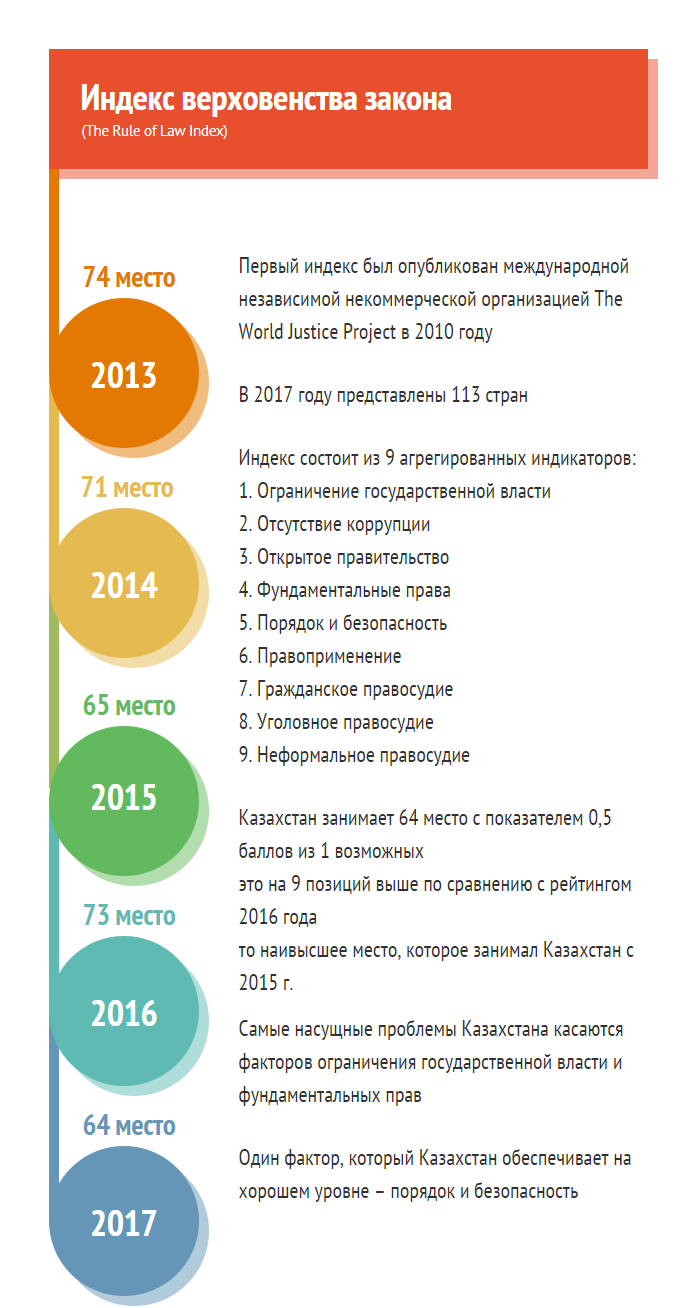 Индекс верховенства закона
(The Rule of Law Index)
74 место
2013
71 место
2014
65 место
2015
73 место
2016
64 место
2017
Первый индекс был опубликован международной
независимой некоммерческой организацией The
World Justice Project в 2010 году
В 2017 году представлены 113 стран
Индекс состоит из 9 агрегированных индикаторов:
1. Ограничение государственной власти
2. Отсутствие коррупции
3. Открытое правительство
4. Фундаментальные права
5. Порядок и безопасность
6. Правоприменение
7. Гражданское правосудие
8. Уголовное правосудие
9. Неформальное правосудие
Казахстан занимает 64 место с показателем 0,5
баллов из 1 возможных
это на 9 позиций выше по сравнению с рейтингом
2016 года
то наивысшее место, которое занимал Казахстан с
2015 г.
Самые насущные проблемы Казахстана касаются
факторов ограничения государственной власти и
фундаментальных прав
Один фактор, который Казахстан обеспечивает на
хорошем уровне – порядок и безопасность